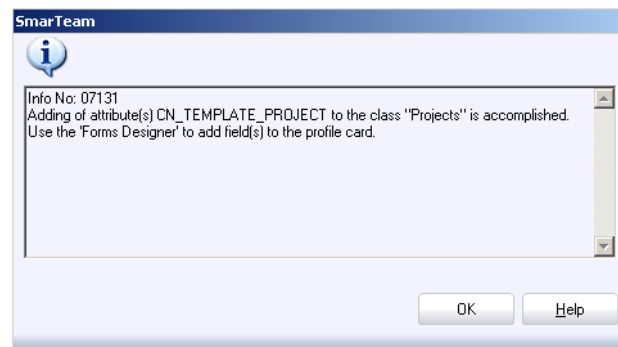 SmarTeam
Info No: 07131
Adding of attribute(s) CN_TEMPLATE_PROJECT to the class "Projects" is accomplished.
Use the 'Forms Designer' to add field(s) to the profile card.
OK
Help